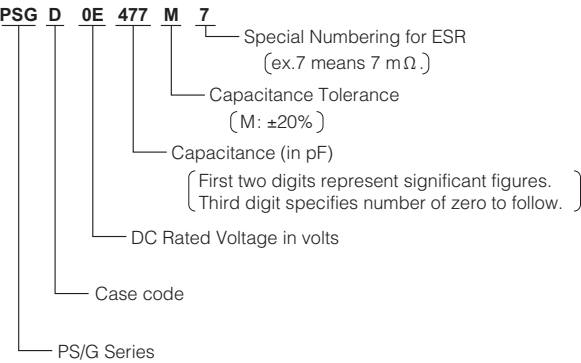 PSG D 0E 477 M 7
Special Numbering for ESR
(ex.7 means 7 mΩ.)
Capacitance Tolerance
(M: ±20%)
Capacitance (in pF)
First two digits represent significant figures.
Third digit specifies number of zero to follow.
DC Rated Voltage in volts
Case code
PS/G Series